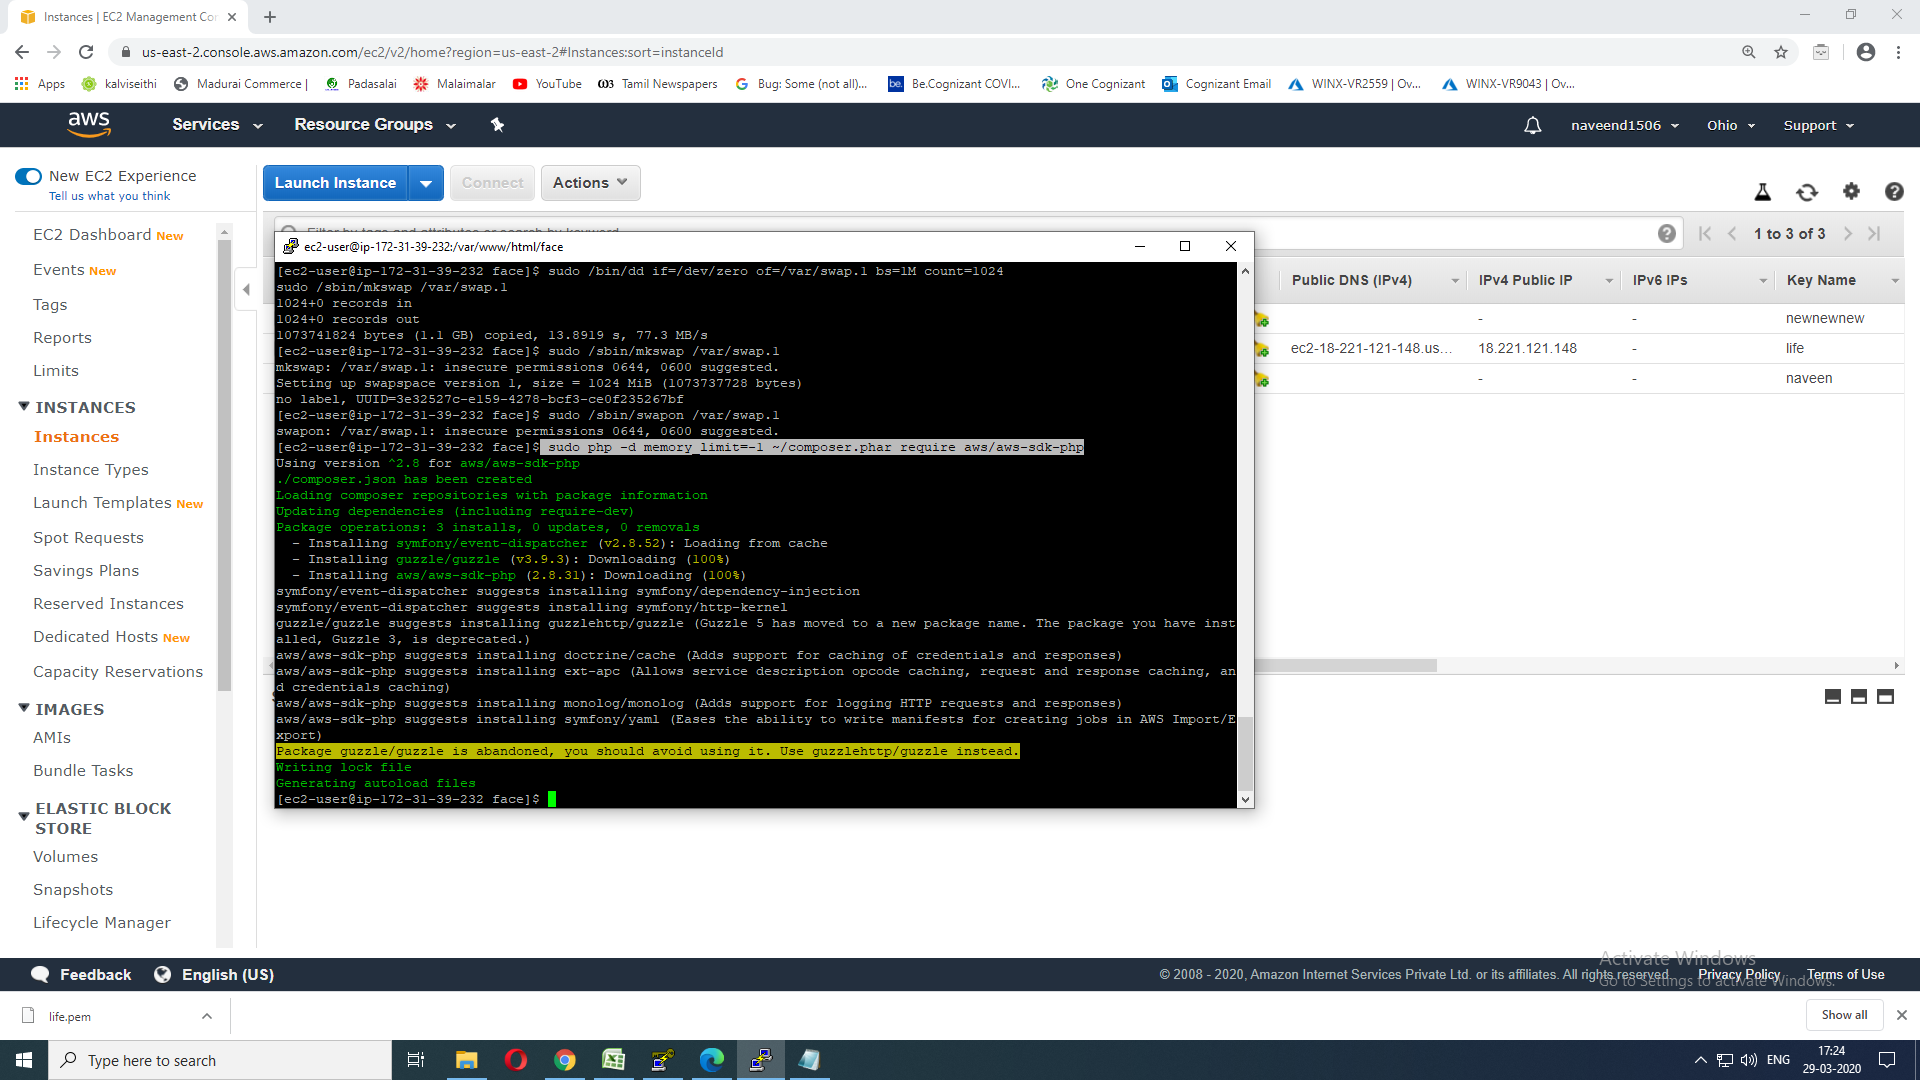 Instances | EC2 Management Con
us-east-2.console.aws.amazon.com/ec2/v2/home?region=us-east-2#Instances:sort=instanceId
Apps
kalviseithi
Madurai Commerce |
Padasalai
Malaimalar
YouTube
Tamil Newspapers
Bug: Some (not all)...
be.
Be.Cognizant COVI...
One Cognizant
Cognizant Email
WINX-VR2559 | Ov...
WINX-VR9043 | Ov...
aws
Services
Resource Groups
naveend1506
Ohio
Support
New EC2 Experience
Tell us what you think
EC2 Dashboard New
Events New
Tags
Reports
Limits
INSTANCES
Instances
Instance Types
Launch Templates New
Spot Requests
Savings Plans
Reserved Instances
Dedicated Hosts New
Capacity Reservations
IMAGES
AMIs
Bundle Tasks
ELASTIC BLOCK
STORE
Volumes
Snapshots
Lifecycle Manager
Launch Instance
Connect
Actions
Filter by tags and attributes or search by keyword
1 to 3 of 3
Public DNS (IPv4)
IPv4 Public IP
IPv6 IPs
Key Name
-
-
newnewnew
ec2-18-221-121-148.us...
18.221.121.148
-
life
-
-
naveen
ec2-user@ip-172-31-39-232:/var/www/html/face
[ec2-user@ip-172-31-39-232 face]$ sudo /bin/dd if=/dev/zero of=/var/swap.1 bs=1M count=1024
sudo /sbin/mkswap /var/swap.1
1024+0 records in
1024+0 records out
1073741824 bytes (1.1 GB) copied, 13.8919 s, 77.3 MB/s
[ec2-user@ip-172-31-39-232 face]$ sudo /sbin/mkswap /var/swap.1
mkswap: /var/swap.1: insecure permissions 0644, 0600 suggested.
Setting up swapspace version 1, size = 1024 MiB (1073737728 bytes)
no label, UUID=3e32527c-e159-4278-bcf3-ce0f235267bf
[ec2-user@ip-172-31-39-232 face]$ sudo /sbin/swapon /var/swap.1
swapon: /var/swap.1: insecure permissions 0644, 0600 suggested.
[ec2-user@ip-172-31-39-232 face]$ sudo php -d memory_limit=-1 ~/composer.phar require aws/aws-sdk-php
Using version ^2.8 for aws/aws-sdk-php
./composer.json has been created
Loading composer repositories with package information
Updating dependencies (including require-dev)
Package operations: 3 installs, 0 updates, 0 removals
- Installing symfony/event-dispatcher (v2.8.52): Loading from cache
- Installing guzzle/guzzle (v3.9.3): Downloading (100%)
- Installing aws/aws-sdk-php (2.8.31): Downloading (100%)
symfony/event-dispatcher suggests installing symfony/dependency-injection
symfony/event-dispatcher suggests installing symfony/http-kernel
guzzle/guzzle suggests installing guzzlehttp/guzzle (Guzzle 5 has moved to a new package name. The package you have inst
alled, Guzzle 3, is deprecated.)
aws/aws-sdk-php suggests installing doctrine/cache (Adds support for caching of credentials and responses)
aws/aws-sdk-php suggests installing ext-apc (Allows service description opcode caching, request and response caching, an
d credentials caching)
aws/aws-sdk-php suggests installing monolog/monolog (Adds support for logging HTTP requests and responses)
aws/aws-sdk-php suggests installing symfony/yaml (Eases the ability to write manifests for creating jobs in AWS Import/E
xport)
Package guzzle/guzzle is abandoned, you should avoid using it. Use guzzlehttp/guzzle instead.
Writing lock file
Generating autoload files
[ec2-user@ip-172-31-39-232 face]$
Activate Windows
Go to Settings to activate Windows.
Feedback
English (US)
© 2008 - 2020, Amazon Internet Services Private Ltd. or its affiliates. All rights reserved.
Privacy Policy
Terms of Use
life.pem
Show all
Type here to search
ENG
17:24
29-03-2020